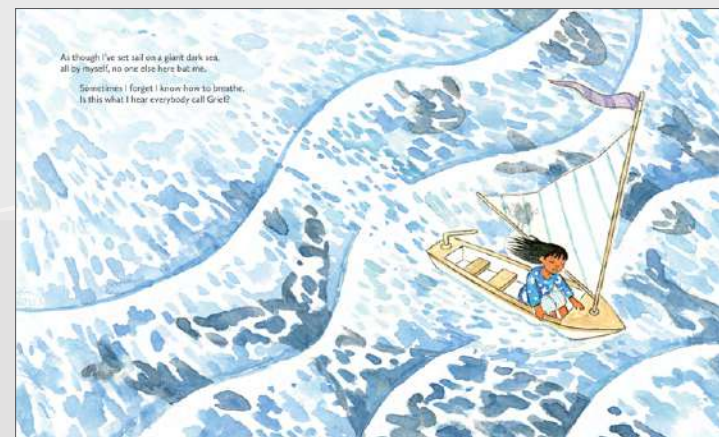 As though I've set sail on a giant dark sea,
all by myself, no one else here but me.
Sometimes I forget I know how to breathe.
Is this what I hear everybody call Grief?